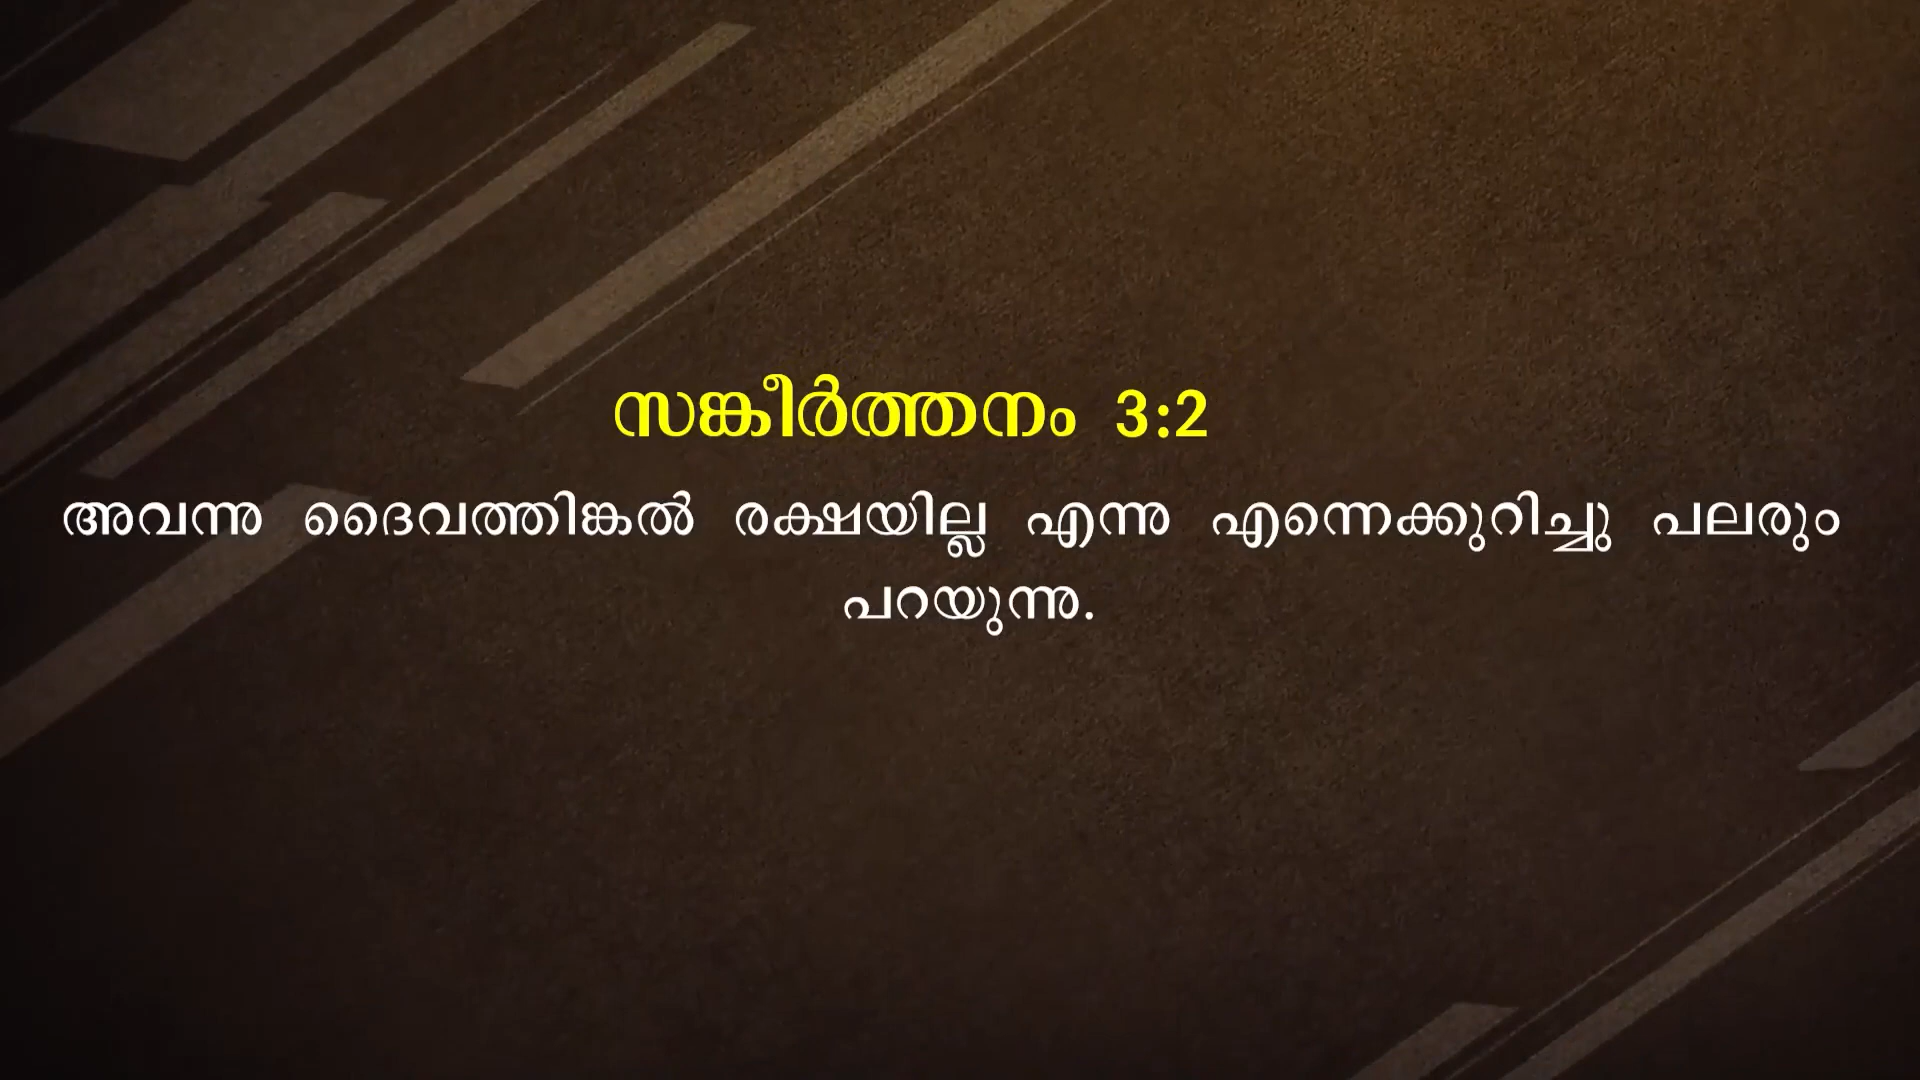 സങ്കീർത്തനം 3:2
അവന്നു ദൈവത്തിങ്കൽ രക്ഷയില്ല എന്നു എന്നെക്കുറിച്ചു പലരും
പറയുന്നു.